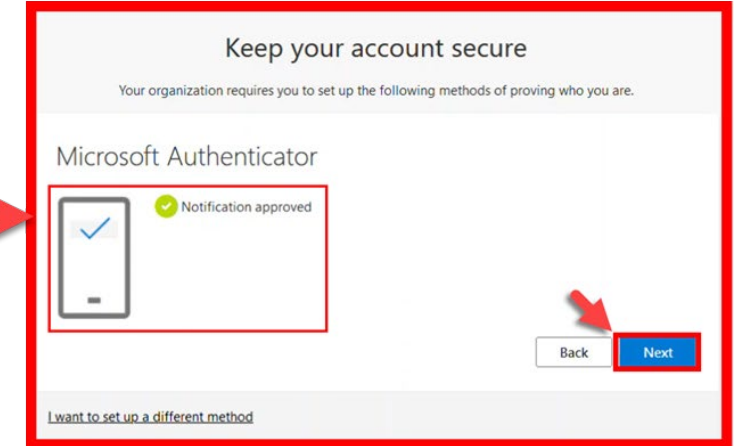 Keep your account secure
Your organization requires you to set up the following methods of proving who you are.
Microsoft Authenticator
Notification approved
Back
Next
I want to set up a different method